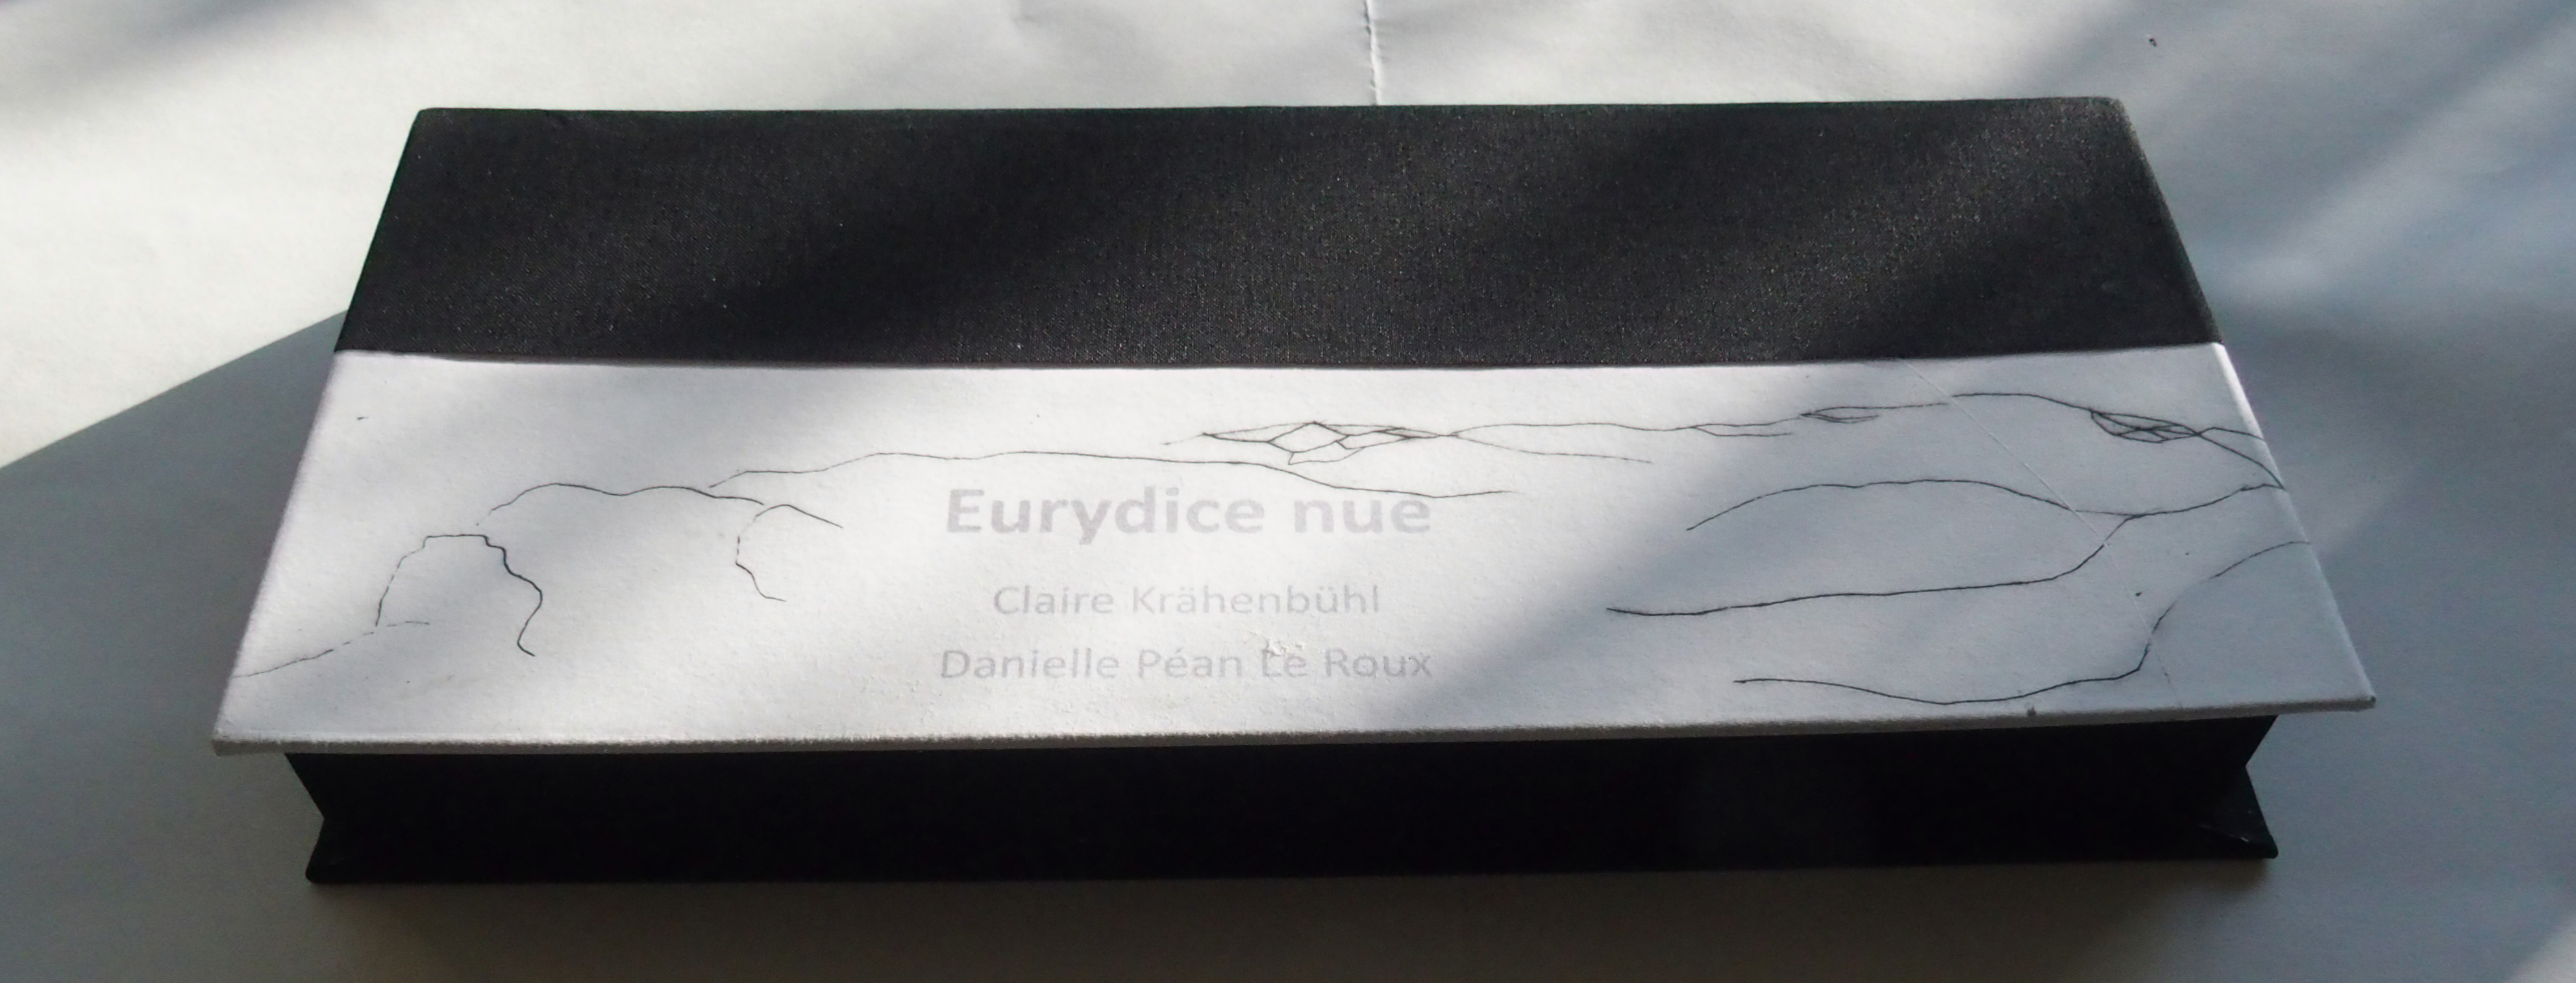 Eurydice nue
Claire Krähenbühl
Danielle Péan Le Roux